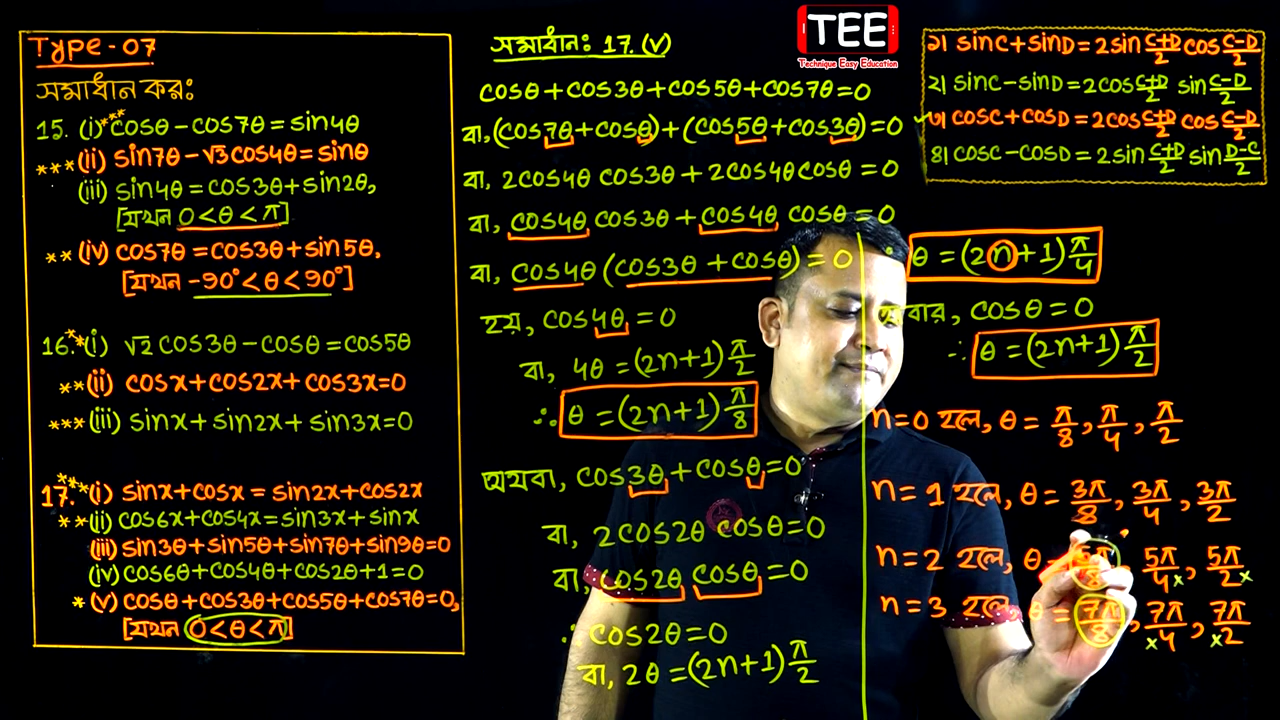 Type-07
সমাধান করঃ
15. (i)*** cosθ - cos7θ = sin4θ
***(ii) sin7θ - √3cos4θ = sinθ
(iii) sin4θ = cos3θ + sin2θ,
[যখন 0<θ<π]
**(iv) cos7θ = cos3θ + sin5θ,
[যখন -90°<θ<90°]
16.**(i) √2 cos3θ - cosθ = cos5θ
**(ii) cosx + cos2x + cos3x = 0
***(iii) sinx + sin2x + sin3x = 0
17.***(i) sinx + cosx = sin2x + cos2x
**(ii) cos6x + cos4x = sin3x + sinx
(iii) sin3θ + sin5θ + sin7θ + sin9θ = 0
(iv) cos6θ + cos4θ + cos2θ + 1 = 0
*(v) cosθ + cos3θ + cos5θ + cos7θ = 0,
[যখন 0<θ<π]
সমাধানঃ 17.(v)
cosθ + cos3θ + cos5θ + cos7θ = 0
বা, (cos7θ + cosθ) + (cos5θ + cos3θ) = 0
বা, 2cos4θ cos3θ + 2cos4θ cosθ = 0
বা, cos4θ cos3θ + cos4θ cosθ = 0
বা, cos4θ (cos3θ + cosθ) = 0
হয়, cos4θ = 0
বা, 4θ = (2n+1) π/2
∴ θ = (2n+1) π/8
অথবা, cos3θ + cosθ = 0
বা, 2cos2θ cosθ = 0
বা, cos2θ cosθ = 0
∴ cos2θ = 0
বা, 2θ = (2n+1) π/2
TEE
Technique Easy Education
১। sinC + sinD = 2sin C+D/2 cos C-D/2
২। sinC - sinD = 2cos C+D/2 sin C-D/2
৩। cosC + cosD = 2cos C+D/2 cos C-D/2
৪। cosC - cosD = 2sin C+D/2 sin D-C/2
θ = (2n+1) π/4
cosθ = 0
∴ θ = (2n+1) π/2
n=0 হলে, θ = π/8, π/4, π/2
n=1 হলে, θ = 3π/8, 3π/4, 3π/2
n=2 হলে, θ = 5π/8, 5π/4 x, 5π/2 x
n=3 হলে, θ = 7π/8, 7π/4 x, 7π/2 x